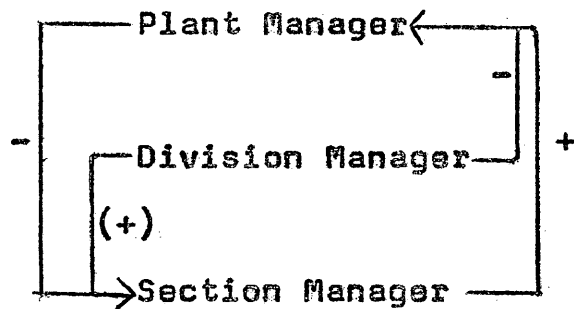 Plant Manager
-
- Division Manager +
(+)
Section Manager